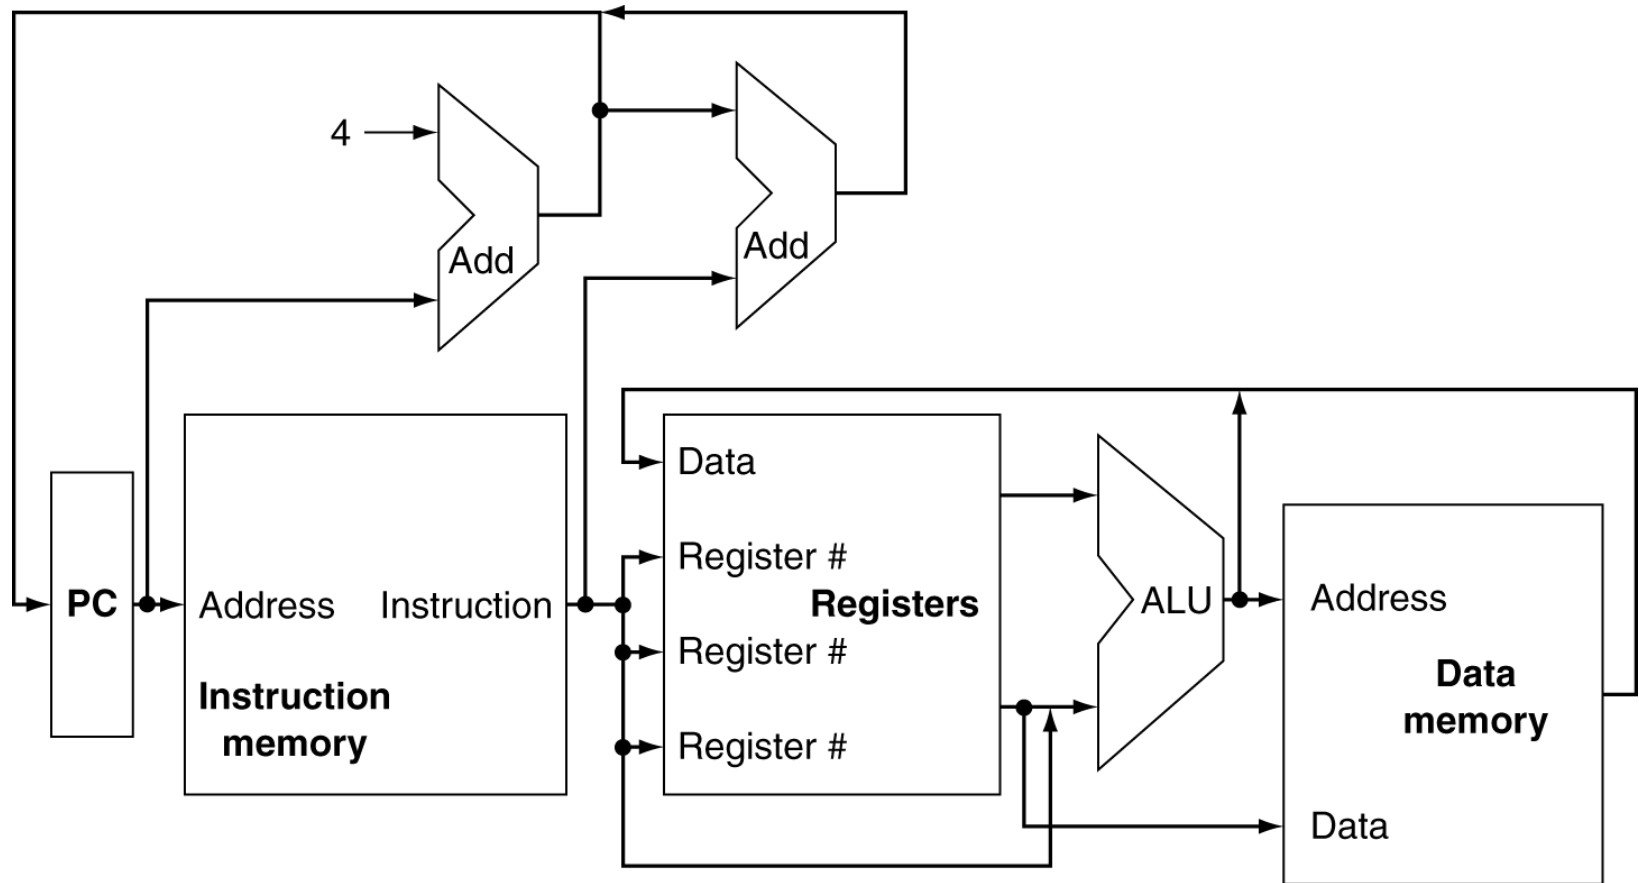 4
Add
Add
Data
Register #
PC
Address
Instruction
Registers
ALU
Address
Register #
Instruction
memory
Data
memory
Register #
Data